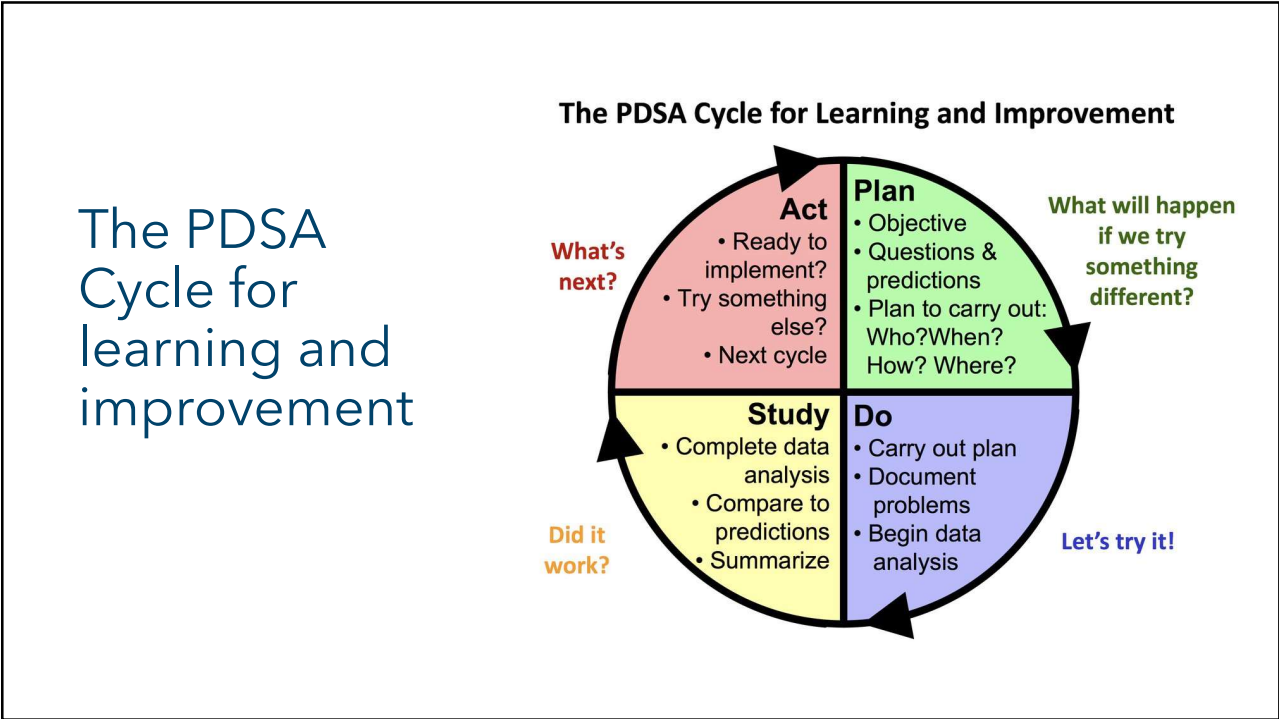 The PDSA
Cycle for
learning and
improvement
The PDSA Cycle for Learning and Improvement
Act
• Ready to
implement?
• Try something
else?
• Next cycle
What's
next?
Plan
• Objective
• Questions &
predictions
• Plan to carry out:
Who?When?
How? Where?
What will happen
if we try
something
different?
Study
• Complete data
analysis
• Compare to
predictions
• Summarize
Did it
work?
Do
• Carry out plan
• Document
problems
• Begin data
analysis
Let's try it!